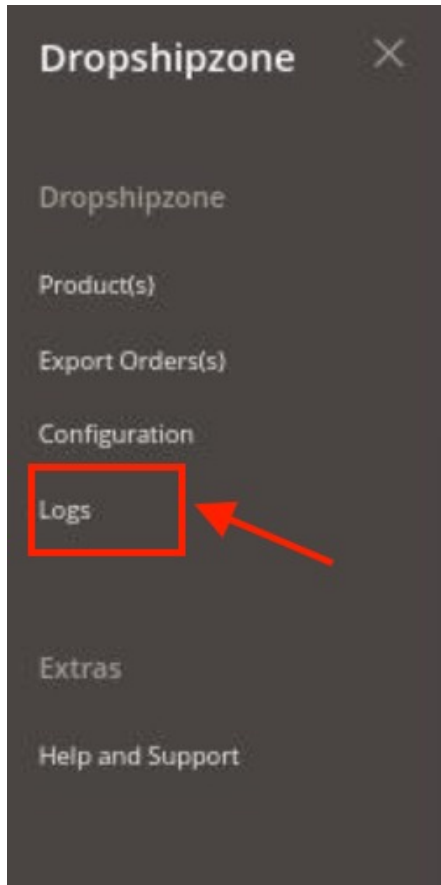 Dropshipzone
Dropshipzone
Product(s)
Export Orders(s)
Configuration
Logs
Extras
Help and Support